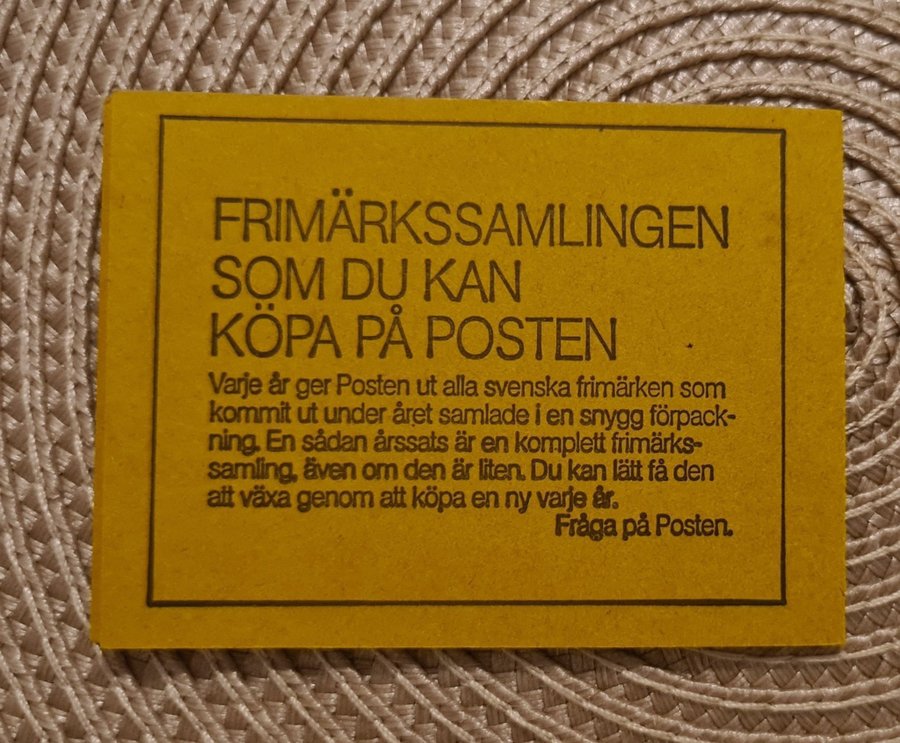 FRIMÄRKSSAMLINGEN
SOM DU KAN
KÖPA PÅ POSTEN
Varje år ger Posten ut alla svenska frimärken som
kommit ut under året samlade i en snygg förpack-
ning. En sådan årssats är en komplett frimärks-
samling, även om den är liten. Du kan lätt få den
att växa genom att köpa en ny varje år.
Fråga på Posten.